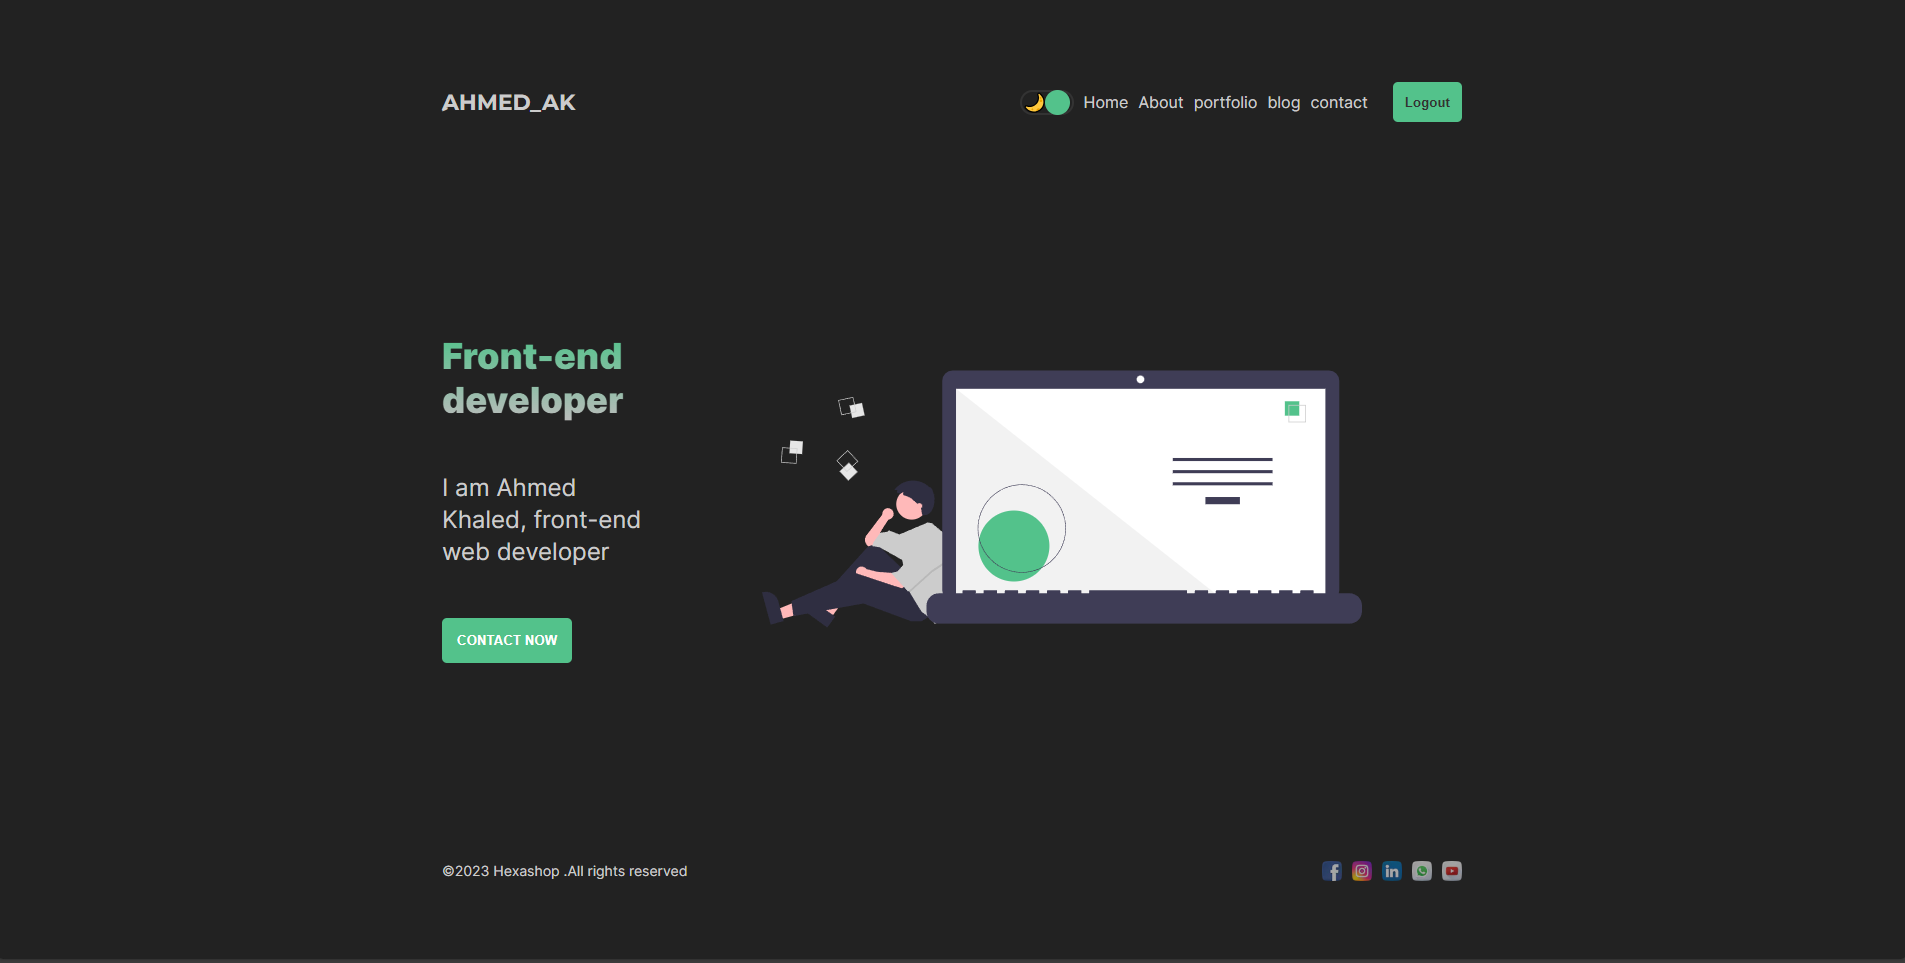 AHMED_AK
Home About portfolio blog contact Logout
Front-end
developer
I am Ahmed
Khaled, front-end
web developer
CONTACT NOW
©2023 Hexashop .All rights reserved